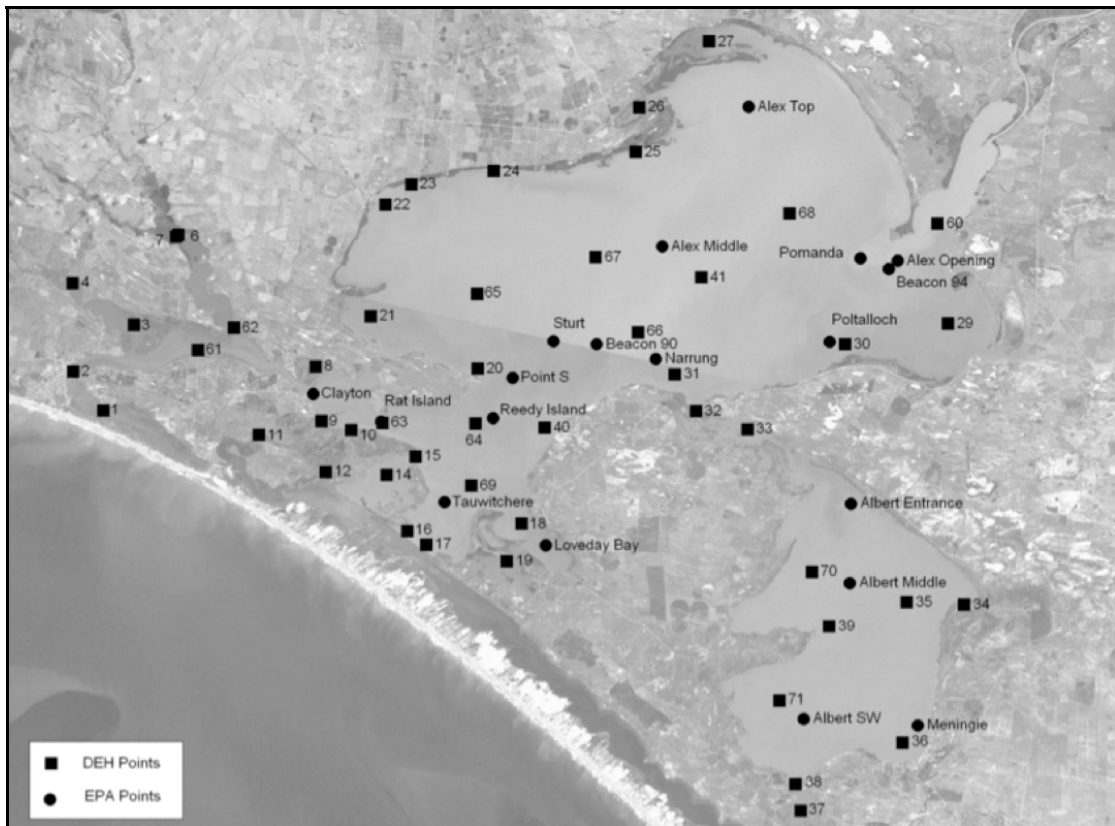 27
26
Alex Top
25
24
23
22
68
60
7
6
Alex Middle
67
Pomanda
Alex Opening
41
Beacon 94
4
65
21
Sturt
66
Poltalloch
29
3
62
Beacon 90
30
61
Narrung
8
20
Point S
31
2
Clayton
Rat Island
Reedy Island
32
1
9
63
64
40
33
11
10
15
12
14
69
Tauwitchere
Albert Entrance
18
16
17
Loveday Bay
19
70
Albert Middle
35
34
39
71
Albert SW
Meningie
36
DEH Points
38
EPA Points
37